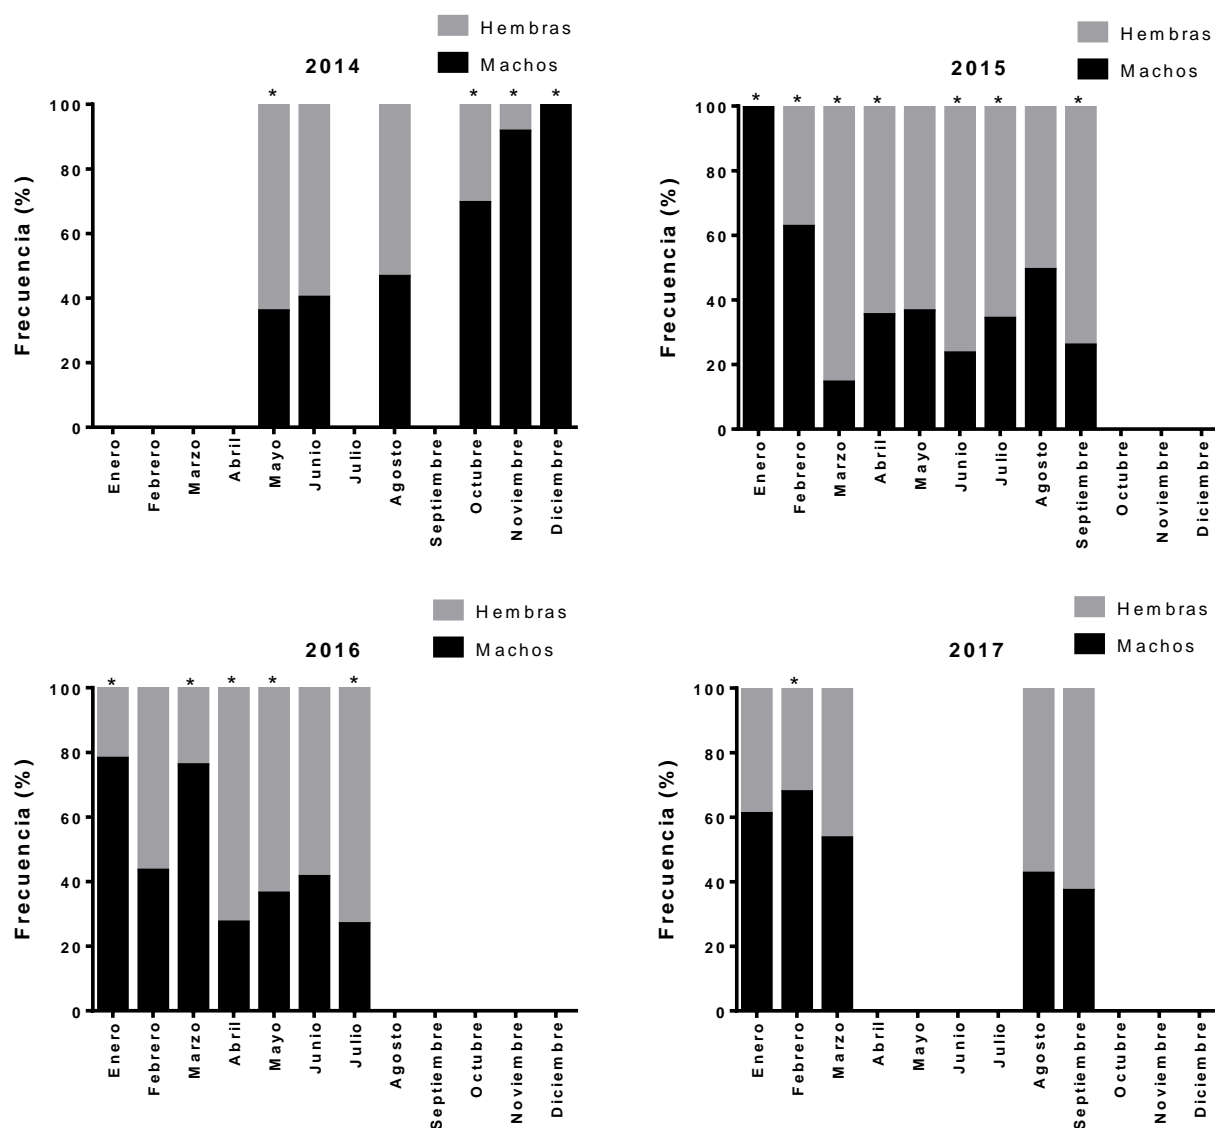 Hembras
Machos
2014
* * * *
Frecuencia (%)
100
80
60
40
20
0
Enero
Febrero
Marzo
Abril
Mayo
Junio
Julio
Agosto
Septiembre
Octubre
Noviembre
Diciembre
Hembras
Machos
2015
* * * * * * *
Frecuencia (%)
100
80
60
40
20
0
Enero
Febrero
Marzo
Abril
Mayo
Junio
Julio
Agosto
Septiembre
Octubre
Noviembre
Diciembre
Hembras
Machos
2016
* * * * *
Frecuencia (%)
100
80
60
40
20
0
Enero
Febrero
Marzo
Abril
Mayo
Junio
Julio
Agosto
Septiembre
Octubre
Noviembre
Diciembre
Hembras
Machos
2017
*
Frecuencia (%)
100
80
60
40
20
0
Enero
Febrero
Marzo
Abril
Mayo
Junio
Julio
Agosto
Septiembre
Octubre
Noviembre
Diciembre